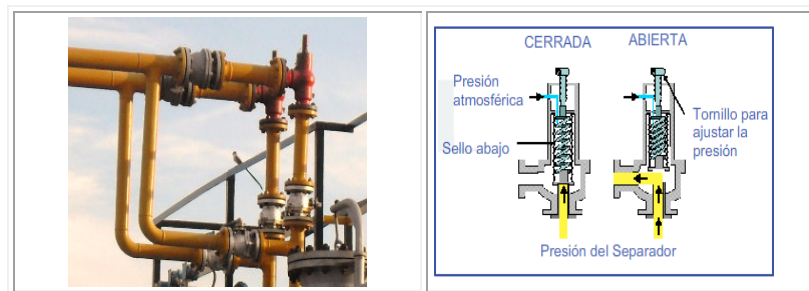 CERRADA
ABIERTA
Presión
atmosférica
Tornillo para
ajustar la
presión
Sello abajo
Presión del Separador